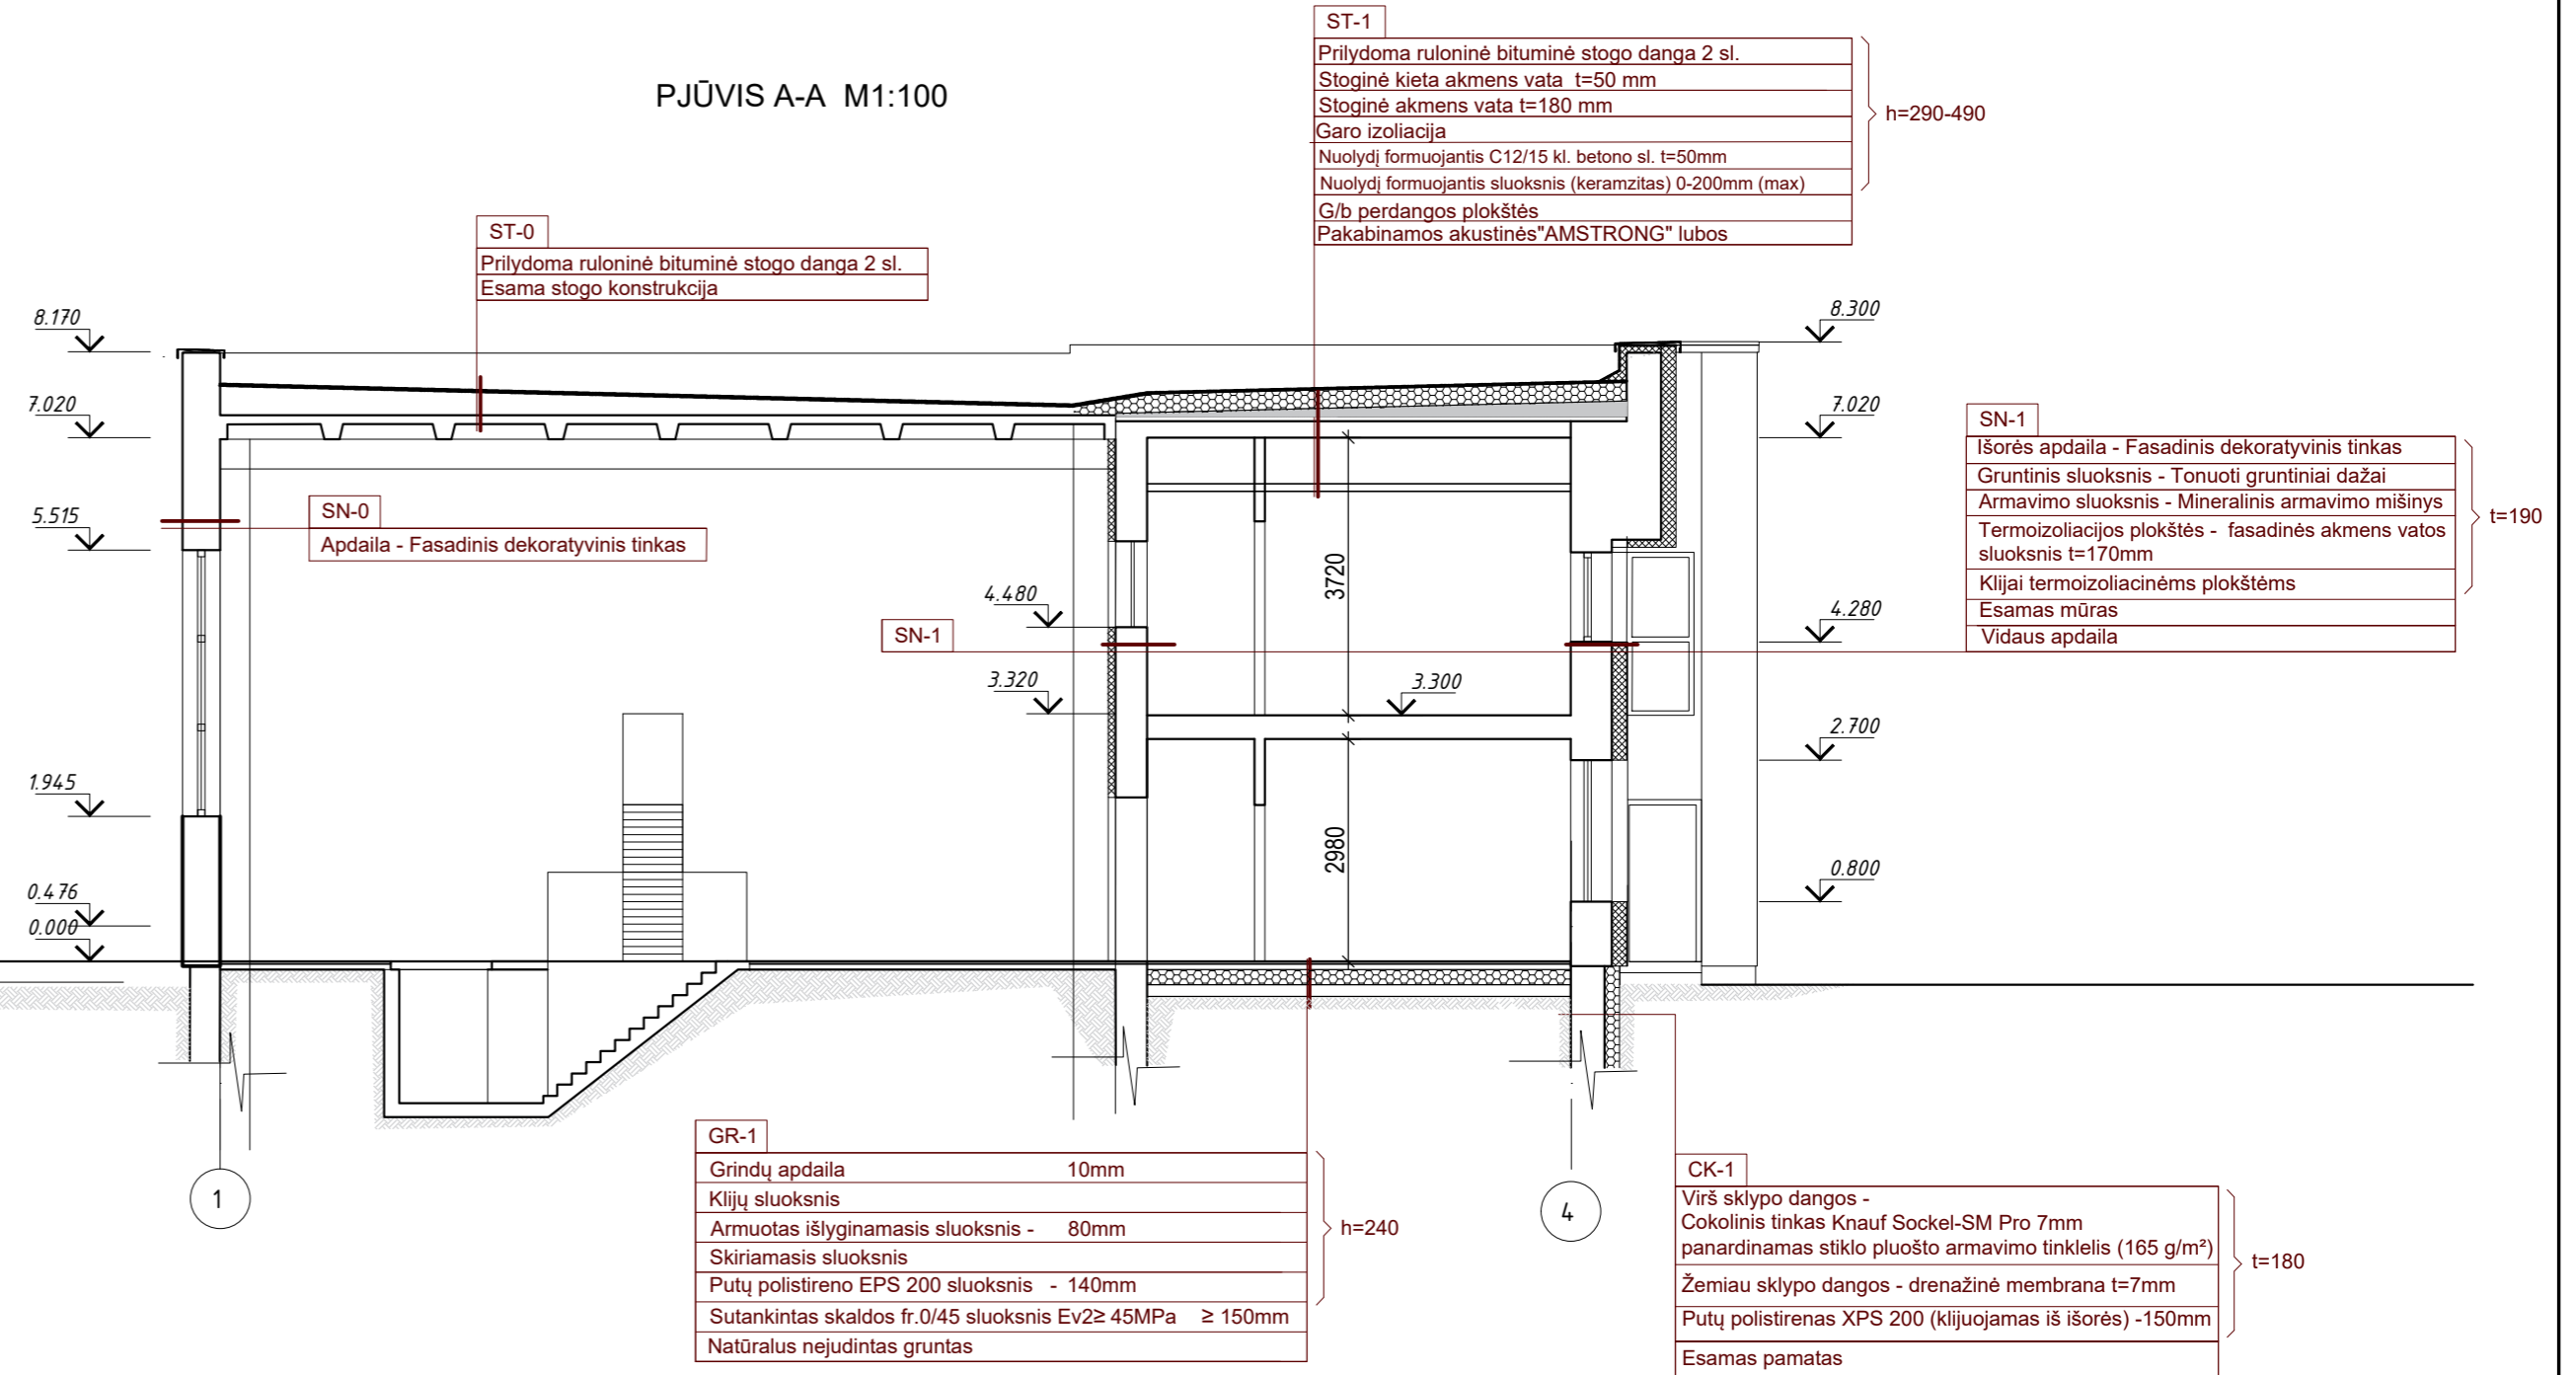 PJŪVIS A-A M1:100
ST-1
Prilydoma ruloninė bituminė stogo danga 2 sl.
Stoginė kieta akmens vata t=50 mm
Stoginė akmens vata t=180 mm
Garo izoliacija
Nuolydį formuojantis C12/15 kl. betono sl. t=50mm
Nuolydį formuojantis sluoksnis (keramzitas) 0-200mm (max)
G/b perdangos plokštės
Pakabinamos akustinės"AMSTRONG" lubos
h=290-490
ST-0
Prilydoma ruloninė bituminė stogo danga 2 sl.
Esama stogo konstrukcija
8.170
7.020
5.515
1.945
0.476
0.000
SN-0
Apdaila - Fasadinis dekoratyvinis tinkas
SN-1
4.480
3.320
3.300
3720
2980
8.300
7.020
4.280
2.700
0.800
SN-1
Išorės apdaila - Fasadinis dekoratyvinis tinkas
Gruntinis sluoksnis - Tonuoti gruntiniai dažai
Armavimo sluoksnis - Mineralinis armavimo mišinys
Termoizoliacijos plokštės - fasadinės akmens vatos
sluoksnis t=170mm
Klijai termoizoliacinėms plokštėms
Esamas mūras
Vidaus apdaila
t=190
1
4
GR-1
Grindų apdaila 10mm
Klijų sluoksnis
Armuotas išlyginamasis sluoksnis - 80mm
Skiriamasis sluoksnis
Putų polistireno EPS 200 sluoksnis - 140mm
Sutankintas skaldos fr.0/45 sluoksnis Ev2≥ 45MPa ≥ 150mm
Natūralus nejudintas gruntas
h=240
CK-1
Virš sklypo dangos -
Cokolinis tinkas Knauf Sockel-SM Pro 7mm
panardinamas stiklo pluošto armavimo tinklelis (165 g/m²)
Žemiau sklypo dangos - drenažinė membrana t=7mm
Putų polistirenas XPS 200 (klijuojamas iš išorės) -150mm
Esamas pamatas
t=180